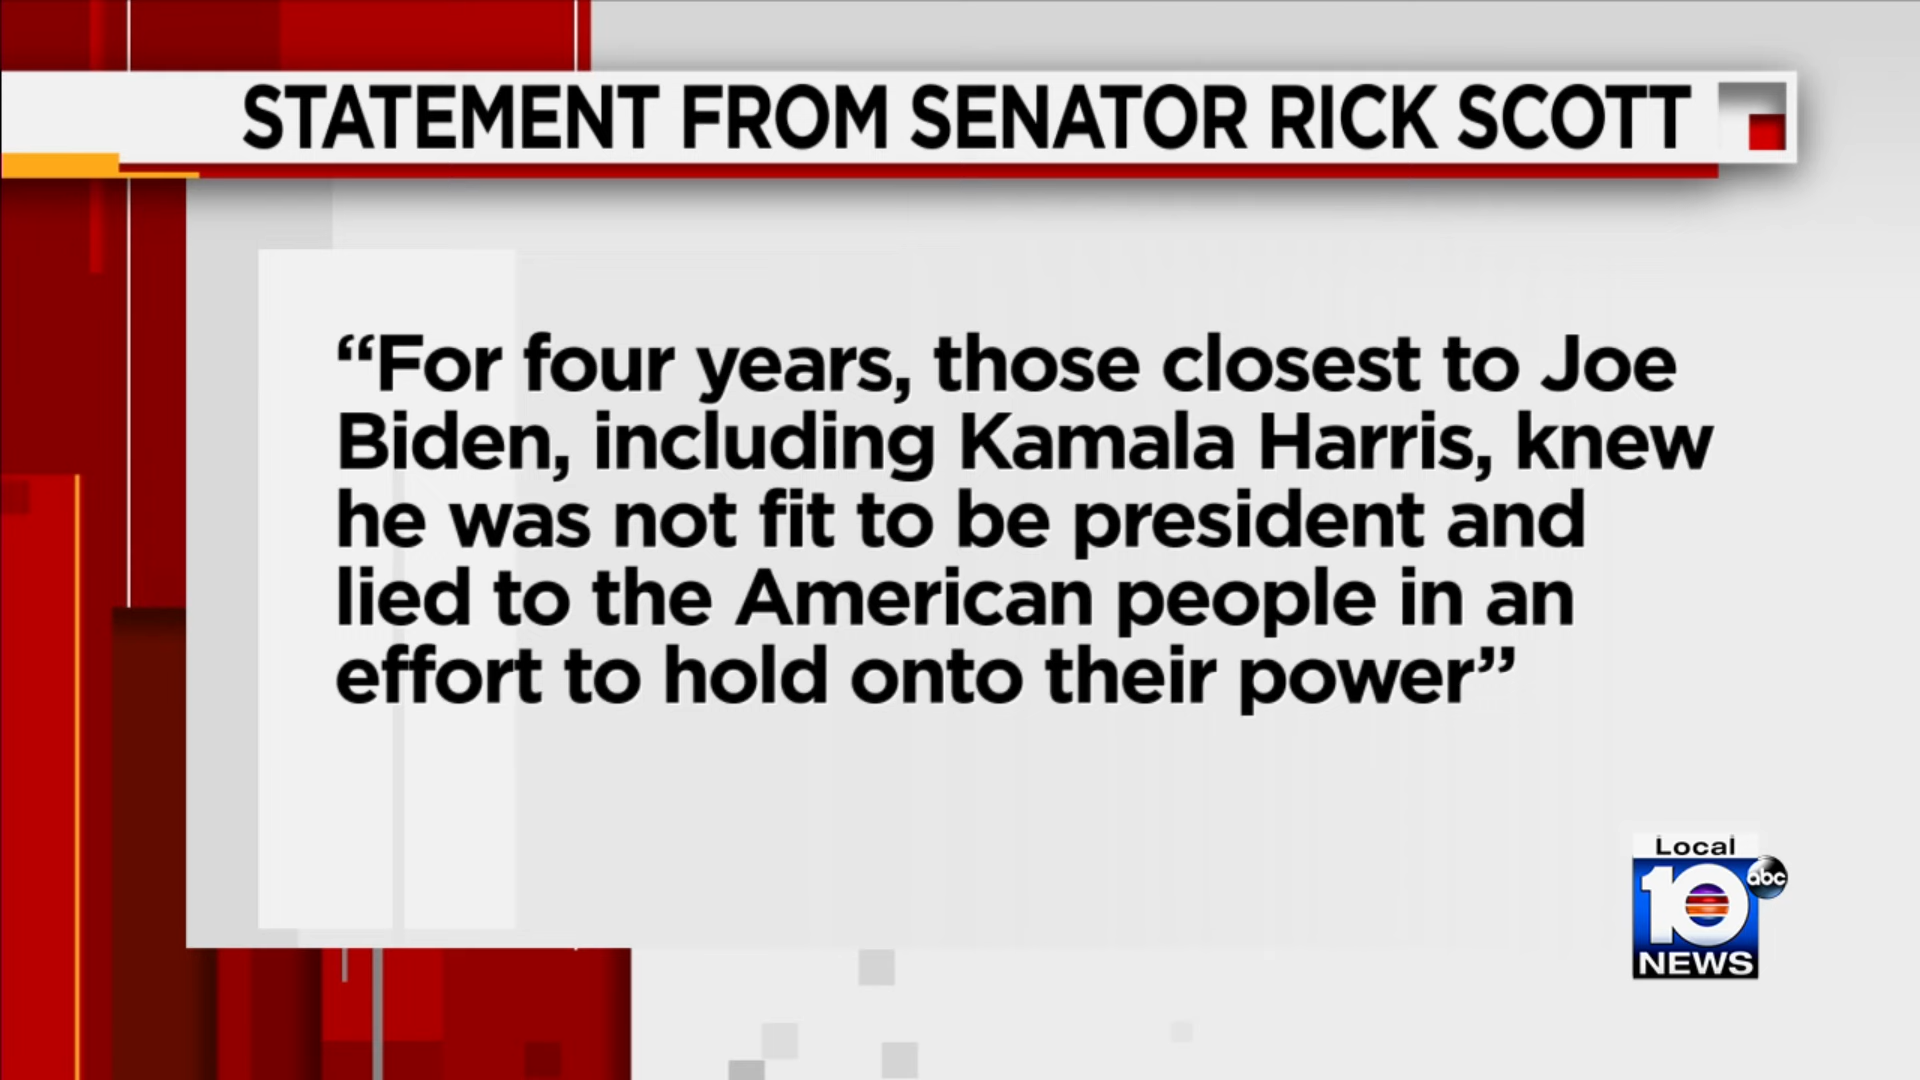 STATEMENT FROM SENATOR RICK SCOTT
“For four years, those closest to Joe
Biden, including Kamala Harris, knew
he was not fit to be president and
lied to the American people in an
effort to hold onto their power”
Local
10
abc
NEWS